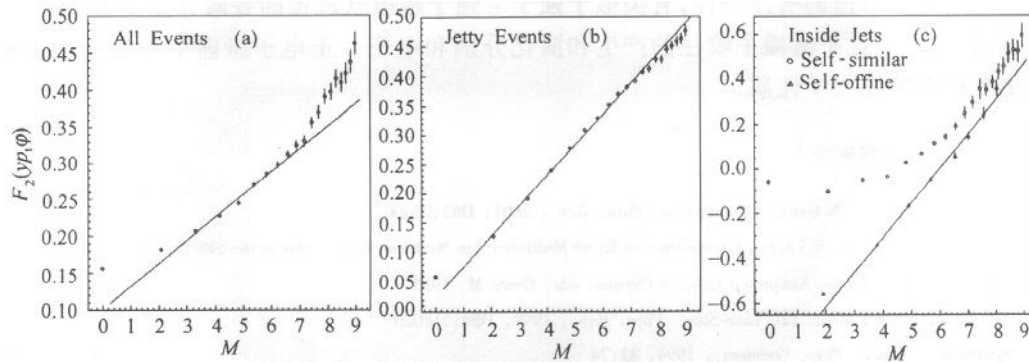 All Events (a)
Jetty Events (b)
Inside Jets (c)
Self-similar
Self-offine
F2(yptφ)
0.50
0.45
0.40
0.35
0.30
0.25
0.20
0.15
0.10
0 1 2 3 4 5 6 7 8 9
M
0.50
0.45
0.40
0.35
0.30
0.25
0.20
0.15
0.10
0.05
0.00
0 1 2 3 4 5 6 7 8 9
M
0.6
0.4
0.2
0.0
−0.2
−0.4
−0.6
0 1 2 3 4 5 6 7 8 9
M